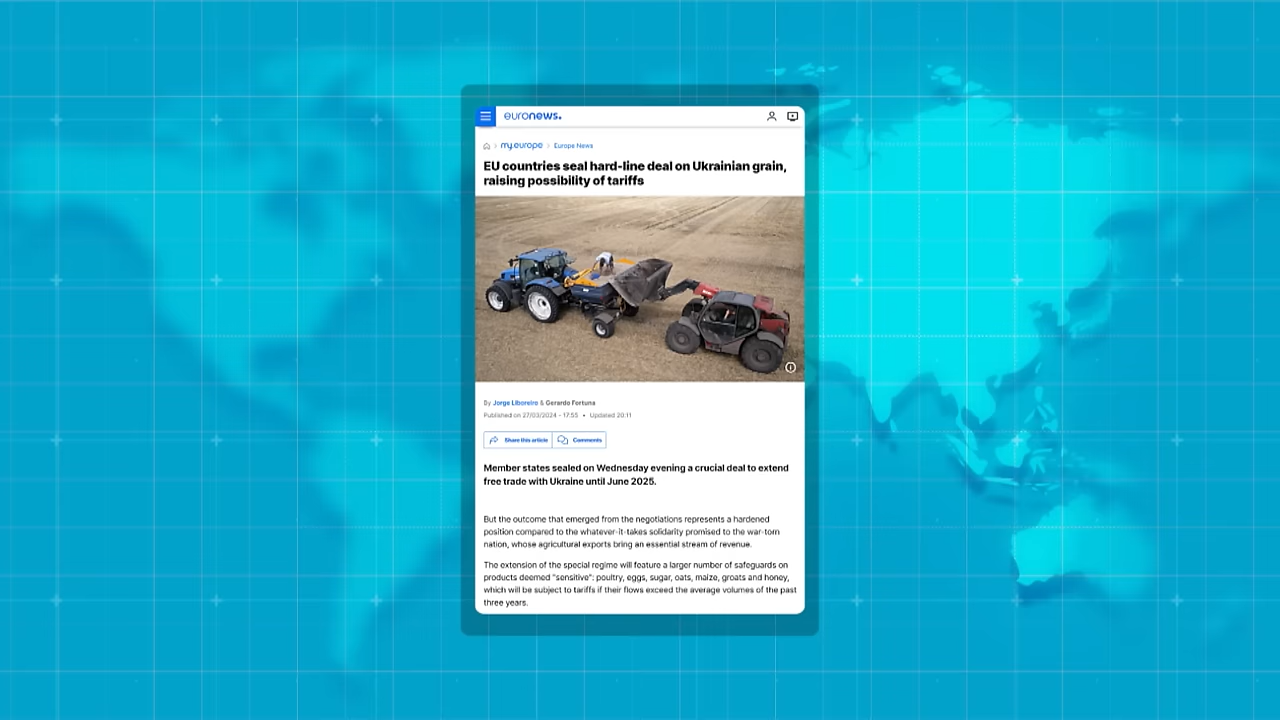 euronews.
my.europe Europe News
EU countries seal hard-line deal on Ukrainian grain,
raising possibility of tariffs
By Jorge Liboreiro & Gerardo Fortuna
Published on 27/03/2024 - 17:55 • Updated 20:11
Share this article Comments
Member states sealed on Wednesday evening a crucial deal to extend
free trade with Ukraine until June 2025.
But the outcome that emerged from the negotiations represents a hardened
position compared to the whatever-it-takes solidarity promised to the war-torn
nation, whose agricultural exports bring an essential stream of revenue.
The extension of the special regime will feature a larger number of safeguards on
products deemed "sensitive": poultry, eggs, sugar, oats, maize, groats and honey,
which will be subject to tariffs if their flows exceed the average volumes of the past
three years.